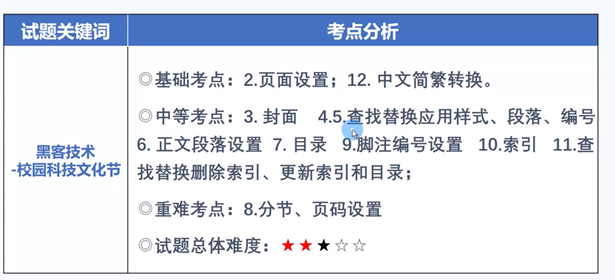 试题关键词 考点分析
◎基础考点：2.页面设置；12. 中文简繁转换。
◎中等考点：3. 封面 4.5.查找替换应用样式、段落、编号
6. 正文段落设置 7. 目录 9.脚注编号设置 10.索引 11.查
找替换删除索引、更新索引和目录；
黑客技术
-校园科技文化节
◎重难考点：8.分节、页码设置
◎试题总体难度：★★★☆☆